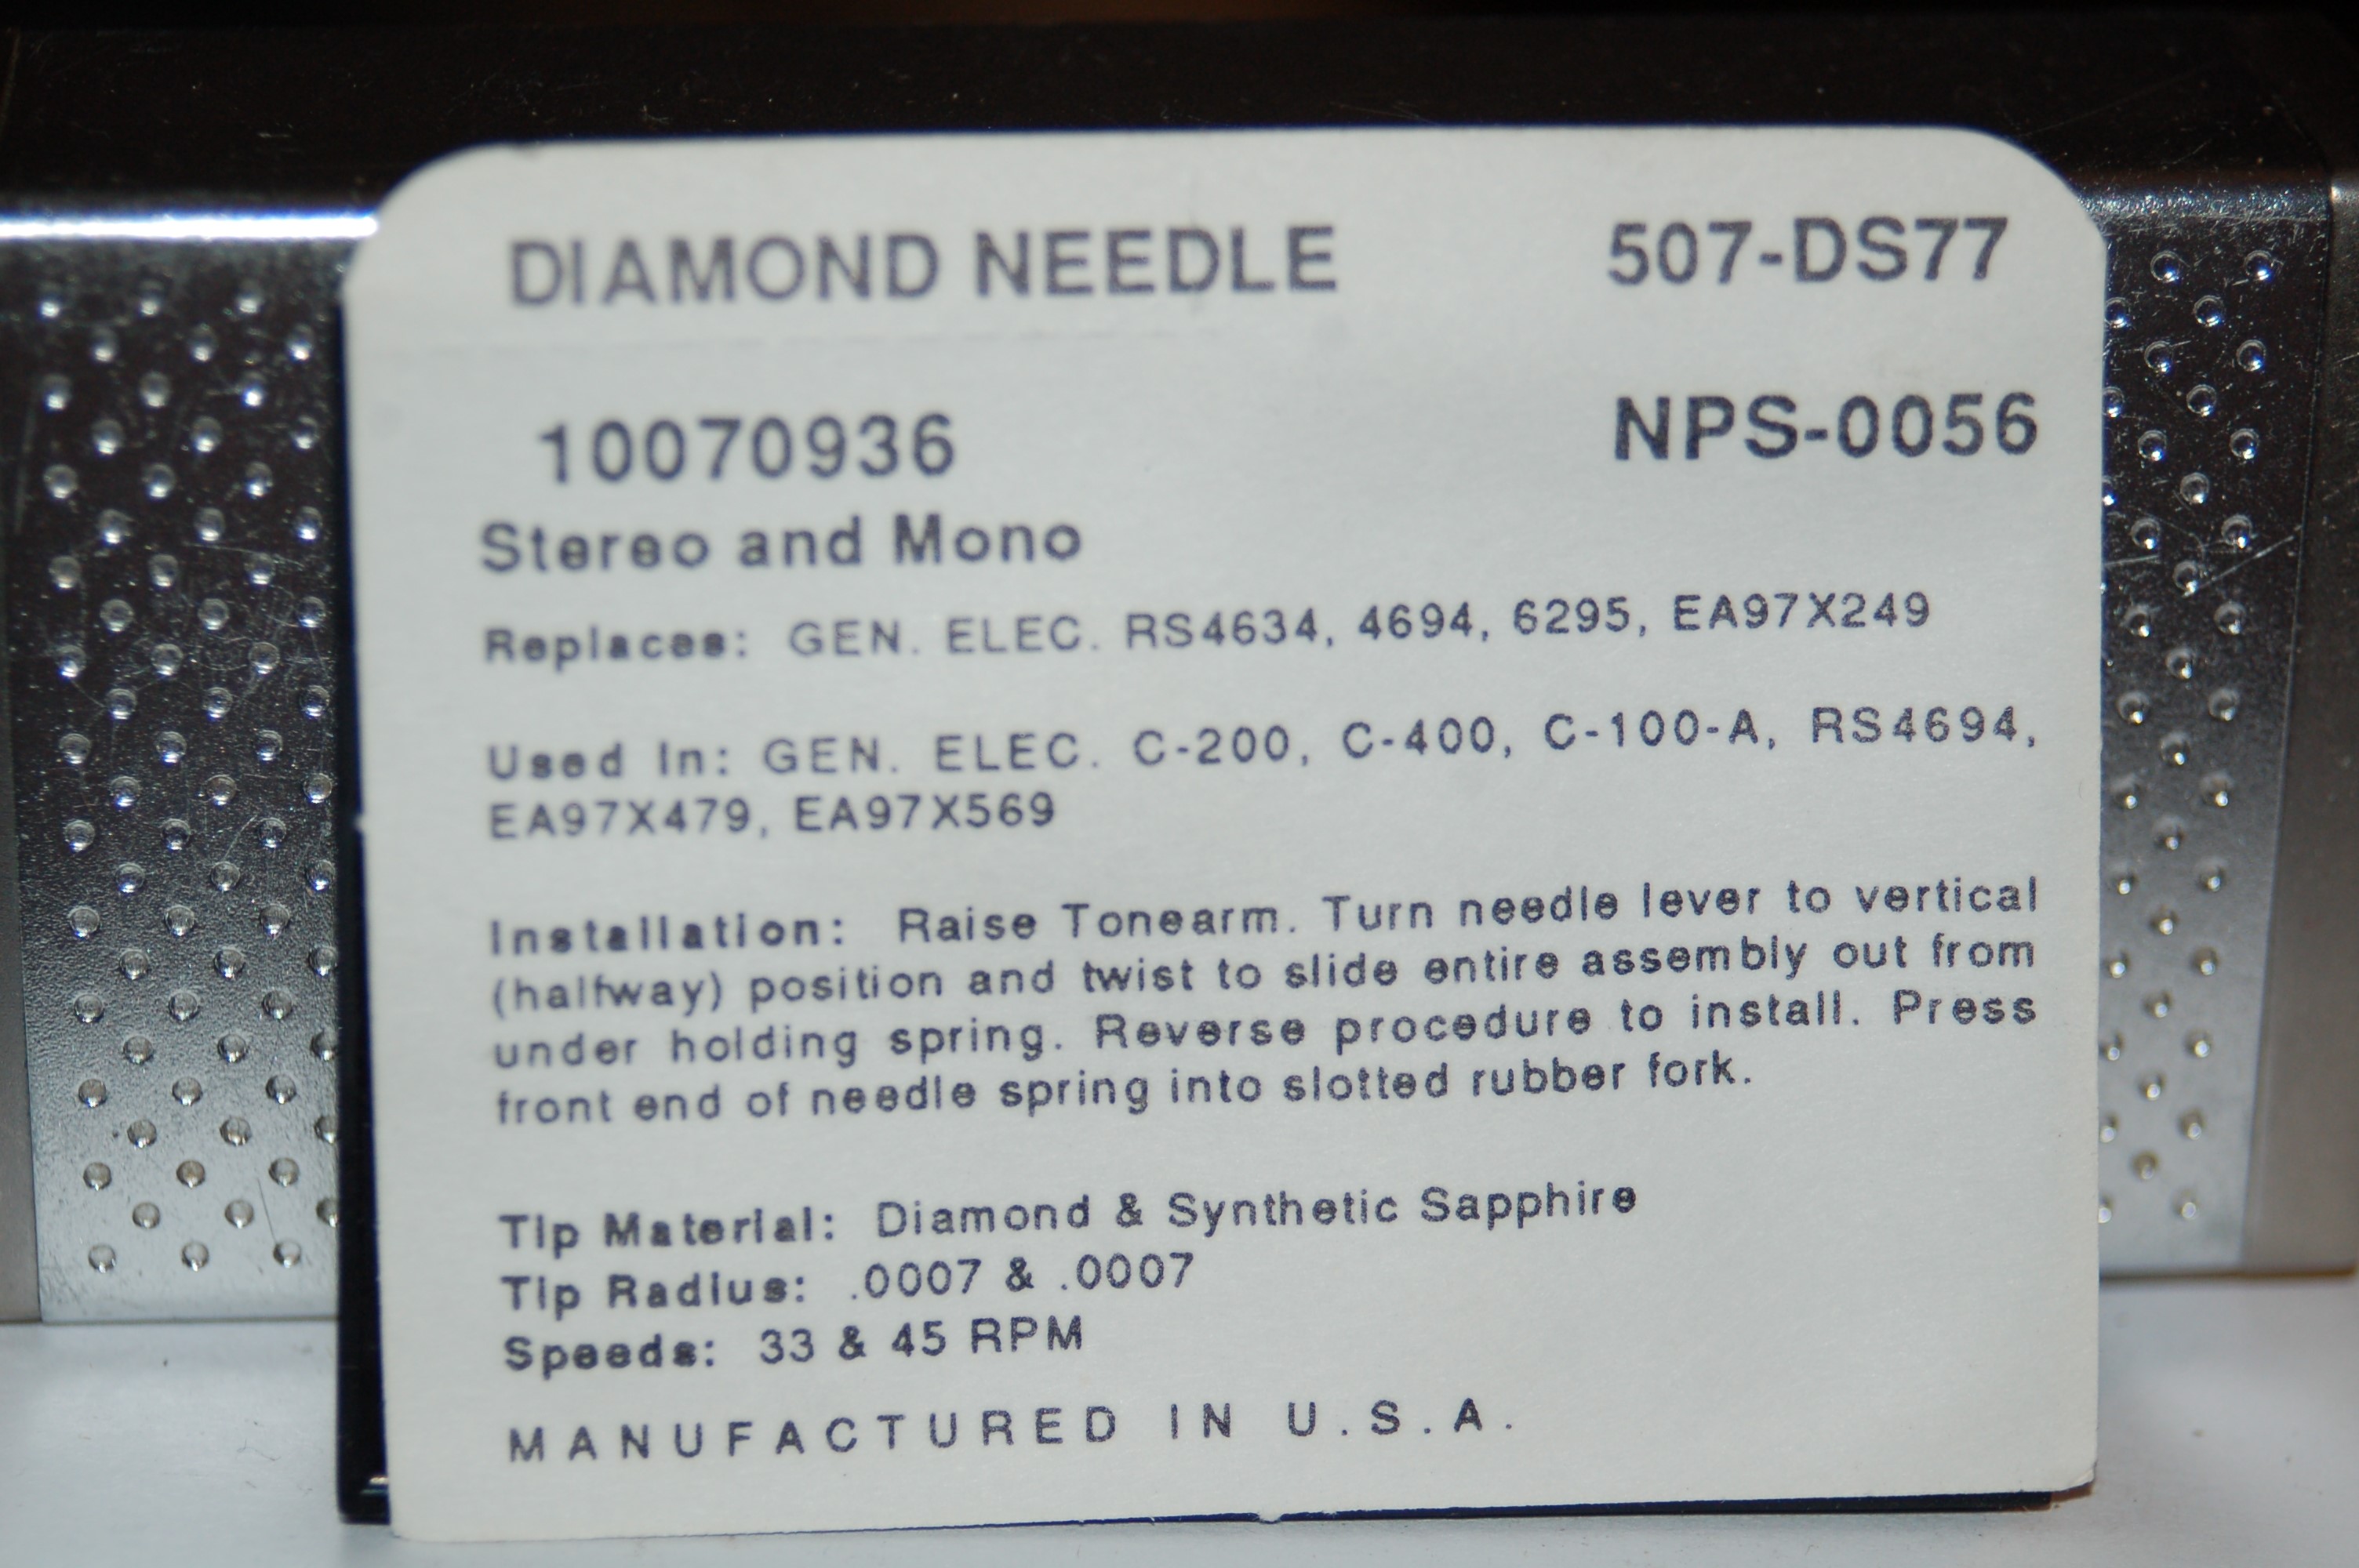 DIAMOND NEEDLE 507-DS77
10070936 NPS-0056
Stereo and Mono
Replaces: GEN. ELEC. RS4634, 4694, 6295, EA97X249
Used In: GEN. ELEC. C-200, C-400, C-100-A, RS4694,
EA97X479, EA97X569
Installation: Raise Tonearm. Turn needle lever to vertical
(halfway) position and twist to slide entire assembly out from
under holding spring. Reverse procedure to install. Press
front end of needle spring into slotted rubber fork.
Tip Material: Diamond & Synthetic Sapphire
Tip Radius: .0007 & .0007
Speeds: 33 & 45 RPM
MANUFACTURED IN U.S.A.